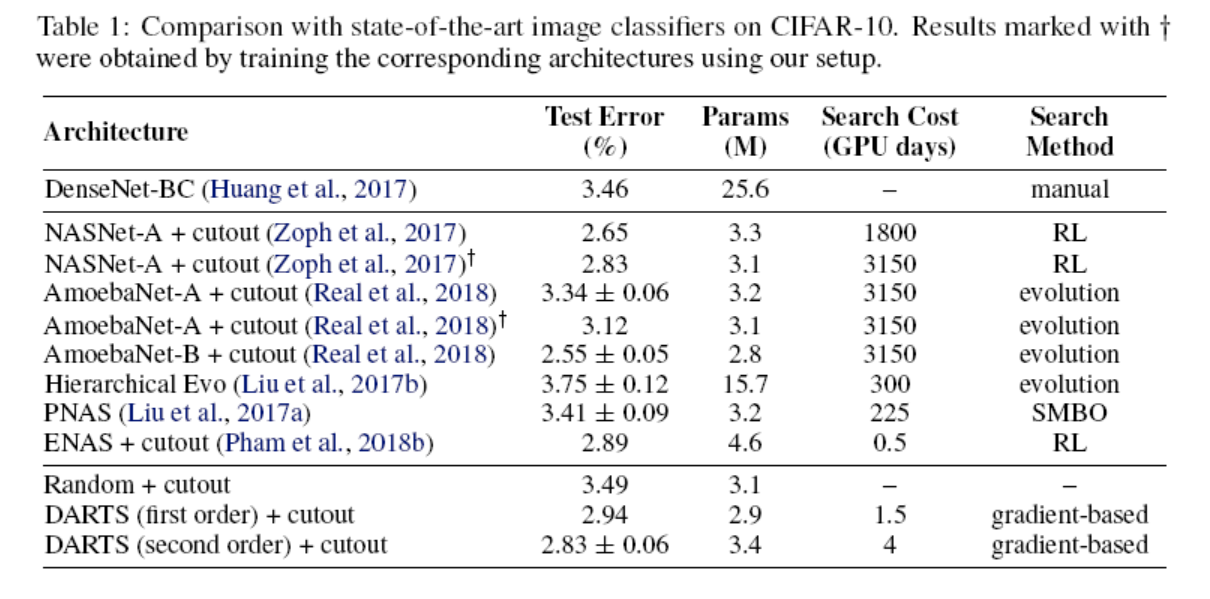 Table 1: Comparison with state-of-the-art image classifiers on CIFAR-10. Results marked with †
were obtained by training the corresponding architectures using our setup.
Architecture Test Error (%) Params (M) Search Cost (GPU days) Search Method
DenseNet-BC (Huang et al., 2017) 3.46 25.6 – manual
NASNet-A + cutout (Zoph et al., 2017) 2.65 3.3 1800 RL
NASNet-A + cutout (Zoph et al., 2017)† 2.83 3.1 3150 RL
AmoebaNet-A + cutout (Real et al., 2018) 3.34 ± 0.06 3.2 3150 evolution
AmoebaNet-A + cutout (Real et al., 2018)† 3.12 3.1 3150 evolution
AmoebaNet-B + cutout (Real et al., 2018) 2.55 ± 0.05 2.8 3150 evolution
Hierarchical Evo (Liu et al., 2017b) 3.75 ± 0.12 15.7 300 evolution
PNAS (Liu et al., 2017a) 3.41 ± 0.09 3.2 225 SMBO
ENAS + cutout (Pham et al., 2018b) 2.89 4.6 0.5 RL
Random + cutout 3.49 3.1 – –
DARTS (first order) + cutout 2.94 2.9 1.5 gradient-based
DARTS (second order) + cutout 2.83 ± 0.06 3.4 4 gradient-based